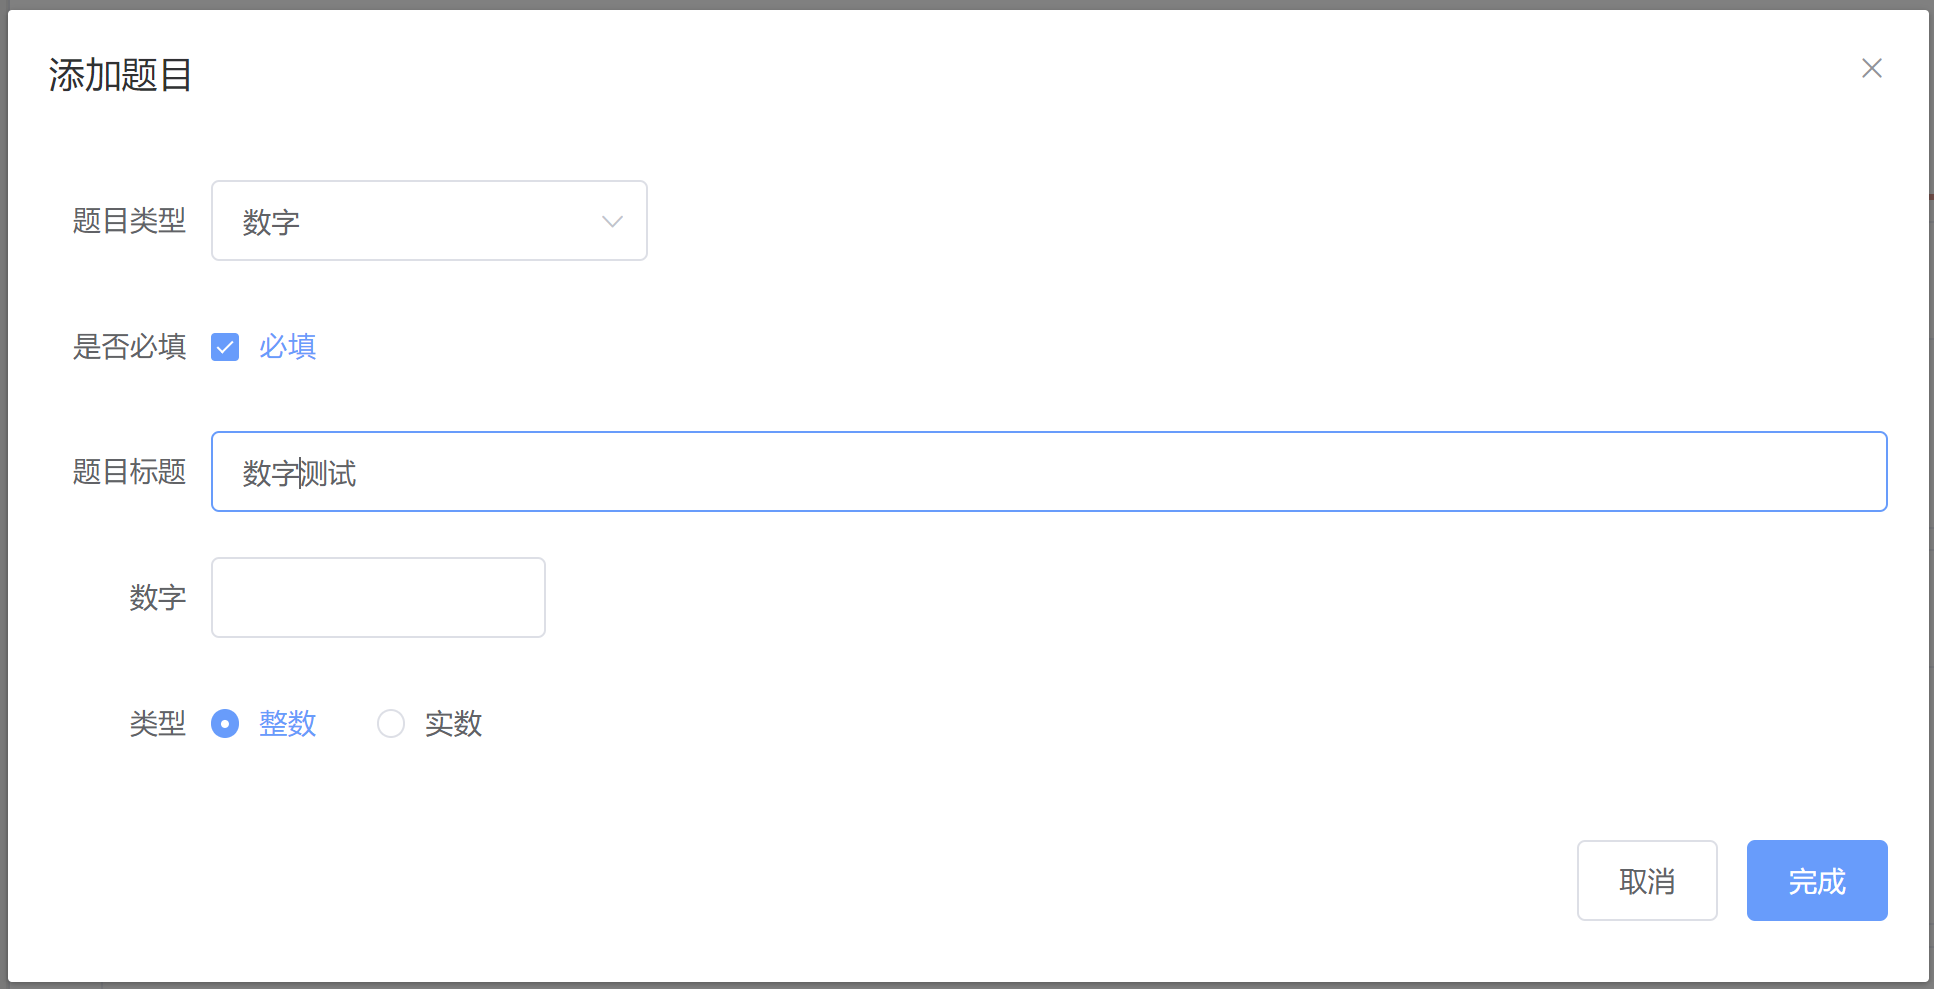 添加题目
题目类型 数字
是否必填 必填
题目标题 数字测试
数字
类型 整数 实数
取消 完成